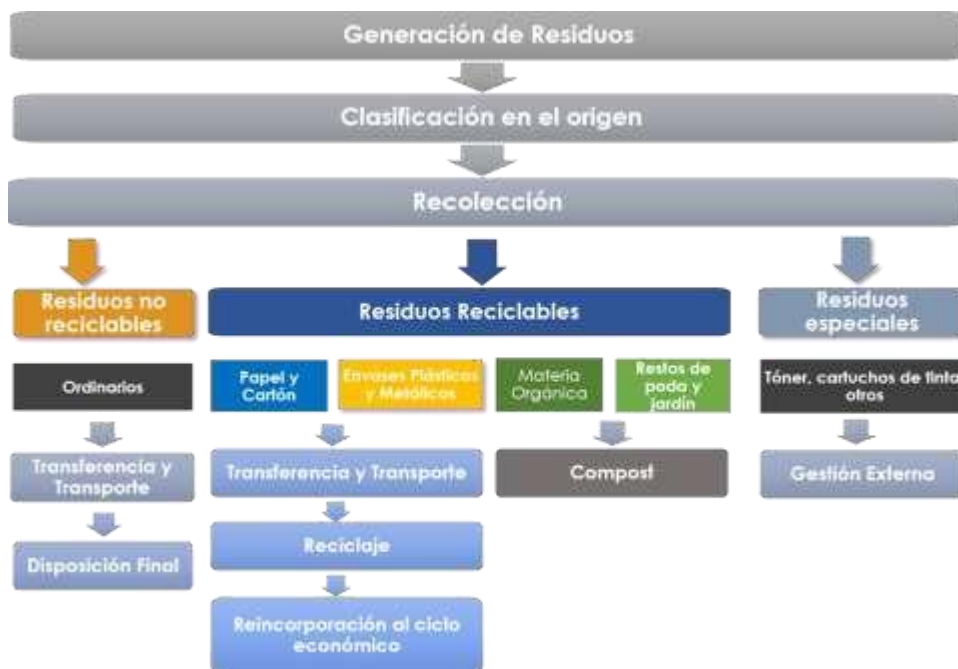 Generación de Residuos
Clasificación en el origen
Recolección
Residuos no
reciclables
Residuos Reciclables
Residuos
especiales
Ordinarios
Papel y
Cartón
Envases Plásticos
y Metálicos
Materia
Orgánica
Restos de
poda y
jardín
Tóner, cartuchos de tinta
otros
Transferencia y
Transporte
Transferencia y Transporte
Compost
Gestión Externa
Disposición Final
Reciclaje
Reincorporación al ciclo
económico